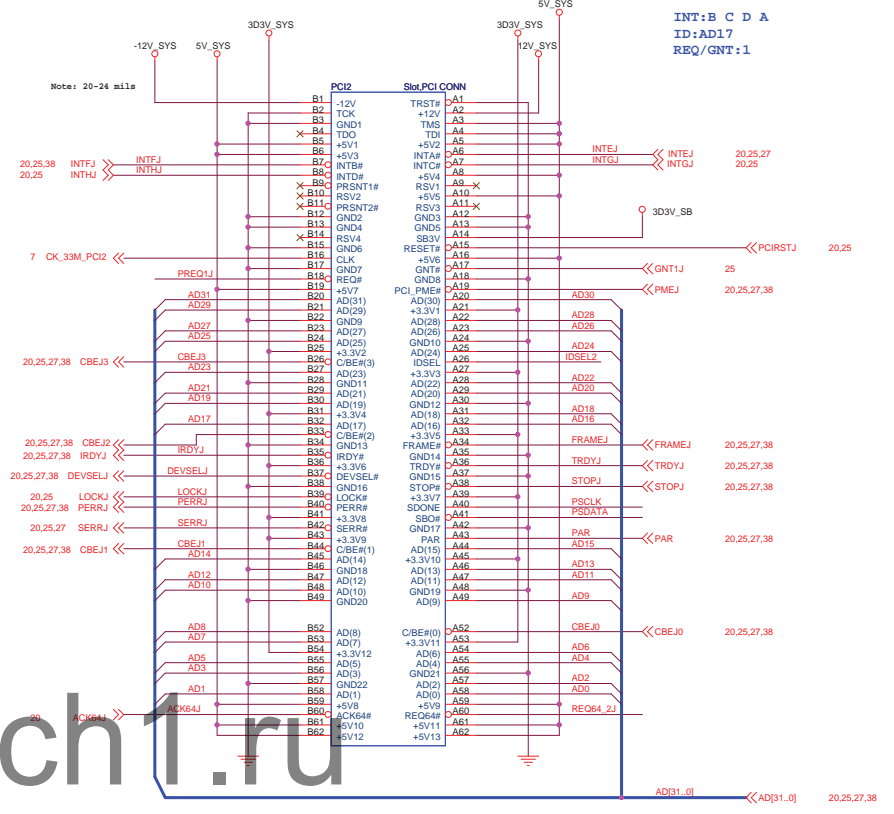 5V_SYS
INT:B C D A
ID:AD17
REQ/GNT:1
3D3V_SYS
3D3V_SYS
-12V_SYS
5V_SYS
12V_SYS
Note: 20-24 mils
PCI2
Slot,PCI CONN
B1 -12V TRST# A1
B2 TCK +12V A2
B3 GND1 TMS A3
B4 TDO TDI A4
B5 +5V1 +5V2 A5
B6 +5V3 INTA# A6 INTEJ INTEJ 20,25,27
20,25,38 INTFJ INTFJ B7 INTB# INTC# A7 INTGJ INTGJ 20,25
20,25 INTHJ INTHJ B8 INTD# +5V4 A8
B9 PRSNT1# RSV1 A9
B10 RSV2 +5V5 A10
B11 PRSNT2# RSV3 A11
B12 GND2 GND3 A12
3D3V_SB
B13 GND4 GND5 A13
B14 RSV4 SB3V A14
B15 GND6 RESET# A15 PCIRSTJ 20,25
7 CK_33M_PCI2 B16 CLK +5V6 A16
B17 GND7 GNT# A17 GNT1J 25
PREQ1J B18 REQ# GND8 A18
B19 +5V7 PCI_PME# A19 PMEJ 20,25,27,38
AD31 B20 AD(31) AD(30) A20 AD30
AD29 B21 AD(29) +3.3V1 A21
B22 GND9 AD(28) A22 AD28
AD27 B23 AD(27) AD(26) A23 AD26
AD25 B24 AD(25) GND10 A24
B25 +3.3V2 AD(24) A25 AD24
20,25,27,38 CBEJ3 CBEJ3 B26 C/BE#(3) IDSEL A26 IDSEL2
AD23 B27 AD(23) +3.3V3 A27
B28 GND11 AD(22) A28 AD22
AD21 B29 AD(21) AD(20) A29 AD20
AD19 B30 AD(19) GND12 A30
B31 +3.3V4 AD(18) A31 AD18
AD17 B32 AD(17) AD(16) A32 AD16
B33 C/BE#(2) +3.3V5 A33
20,25,27,38 CBEJ2 B34 GND13 FRAME# A34 FRAMEJ FRAMEJ 20,25,27,38
20,25,27,38 IRDYJ IRDYJ B35 IRDY# GND14 A35
B36 +3.3V6 TRDY# A36 TRDYJ TRDYJ 20,25,27,38
20,25,27,38 DEVSELJ DEVSELJ B37 DEVSEL# GND15 A37
B38 GND16 STOP# A38 STOPJ STOPJ 20,25,27,38
20,25 LOCKJ LOCKJ B39 LOCK# +3.3V7 A39
20,25,27,38 PERRJ PERRJ B40 PERR# SDONE A40 PSCLK
B41 +3.3V8 SBO# A41 PSDATA
20,25,27 SERRJ SERRJ B42 SERR# GND17 A42
B43 +3.3V9 PAR A43 PAR PAR 20,25,27,38
20,25,27,38 CBEJ1 CBEJ1 B44 C/BE#(1) AD(15) A44 AD15
AD14 B45 AD(14) +3.3V10 A45
B46 GND18 AD(13) A46 AD13
AD12 B47 AD(12) AD(11) A47 AD11
AD10 B48 AD(10) GND19 A48
B49 GND20 AD(9) A49 AD9
AD8 B52 AD(8) C/BE#(0) A52 CBEJ0 CBEJ0 20,25,27,38
AD7 B53 AD(7) +3.3V11 A53
B54 +3.3V12 AD(6) A54 AD6
AD5 B55 AD(5) AD(4) A55 AD4
AD3 B56 AD(3) GND21 A56
B57 GND22 AD(2) A57 AD2
AD1 B58 AD(1) AD(0) A58 AD0
B59 +5V8 +5V9 A59
20 ACK64J ACK64J B60 ACK64# REQ64# A60 REQ64_2J
B61 +5V10 +5V11 A61
B62 +5V12 +5V13 A62
ch1.ru
AD[31..0] AD[31..0] 20,25,27,38